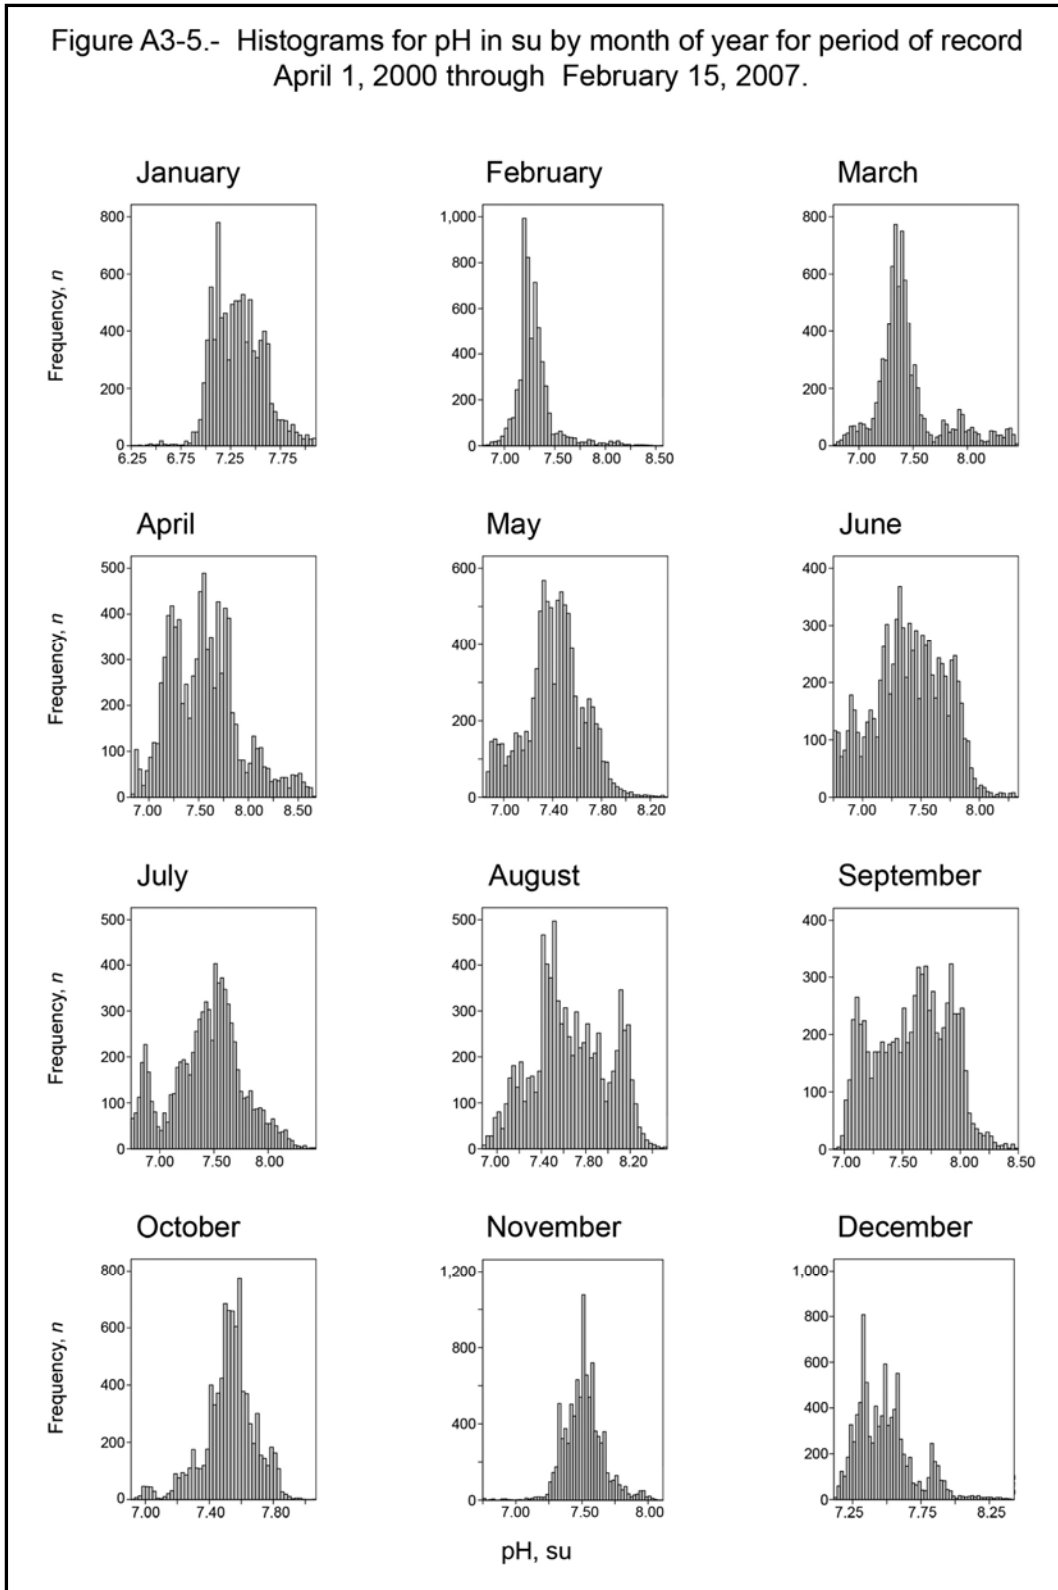 Figure A3-5.- Histograms for pH in su by month of year for period of record
April 1, 2000 through February 15, 2007.
January
February
March
Frequency, n
800
600
400
200
0
6.25 6.75 7.25 7.75
1,000
800
600
400
200
0
7.00 7.50 8.00 8.50
800
600
400
200
0
7.00 7.50 8.00
April
May
June
Frequency, n
500
400
300
200
100
0
7.00 7.50 8.00 8.50
600
400
200
0
7.00 7.40 7.80 8.20
400
300
200
100
0
7.00 7.50 8.00
July
August
September
Frequency, n
500
400
300
200
100
0
7.00 7.50 8.00
500
400
300
200
100
0
7.00 7.40 7.80 8.20
400
300
200
100
0
7.00 7.50 8.00 8.50
October
November
December
Frequency, n
800
600
400
200
0
7.00 7.40 7.80
1,200
800
400
0
7.00 7.50 8.00
1,000
800
600
400
200
0
7.25 7.75 8.25
pH, su